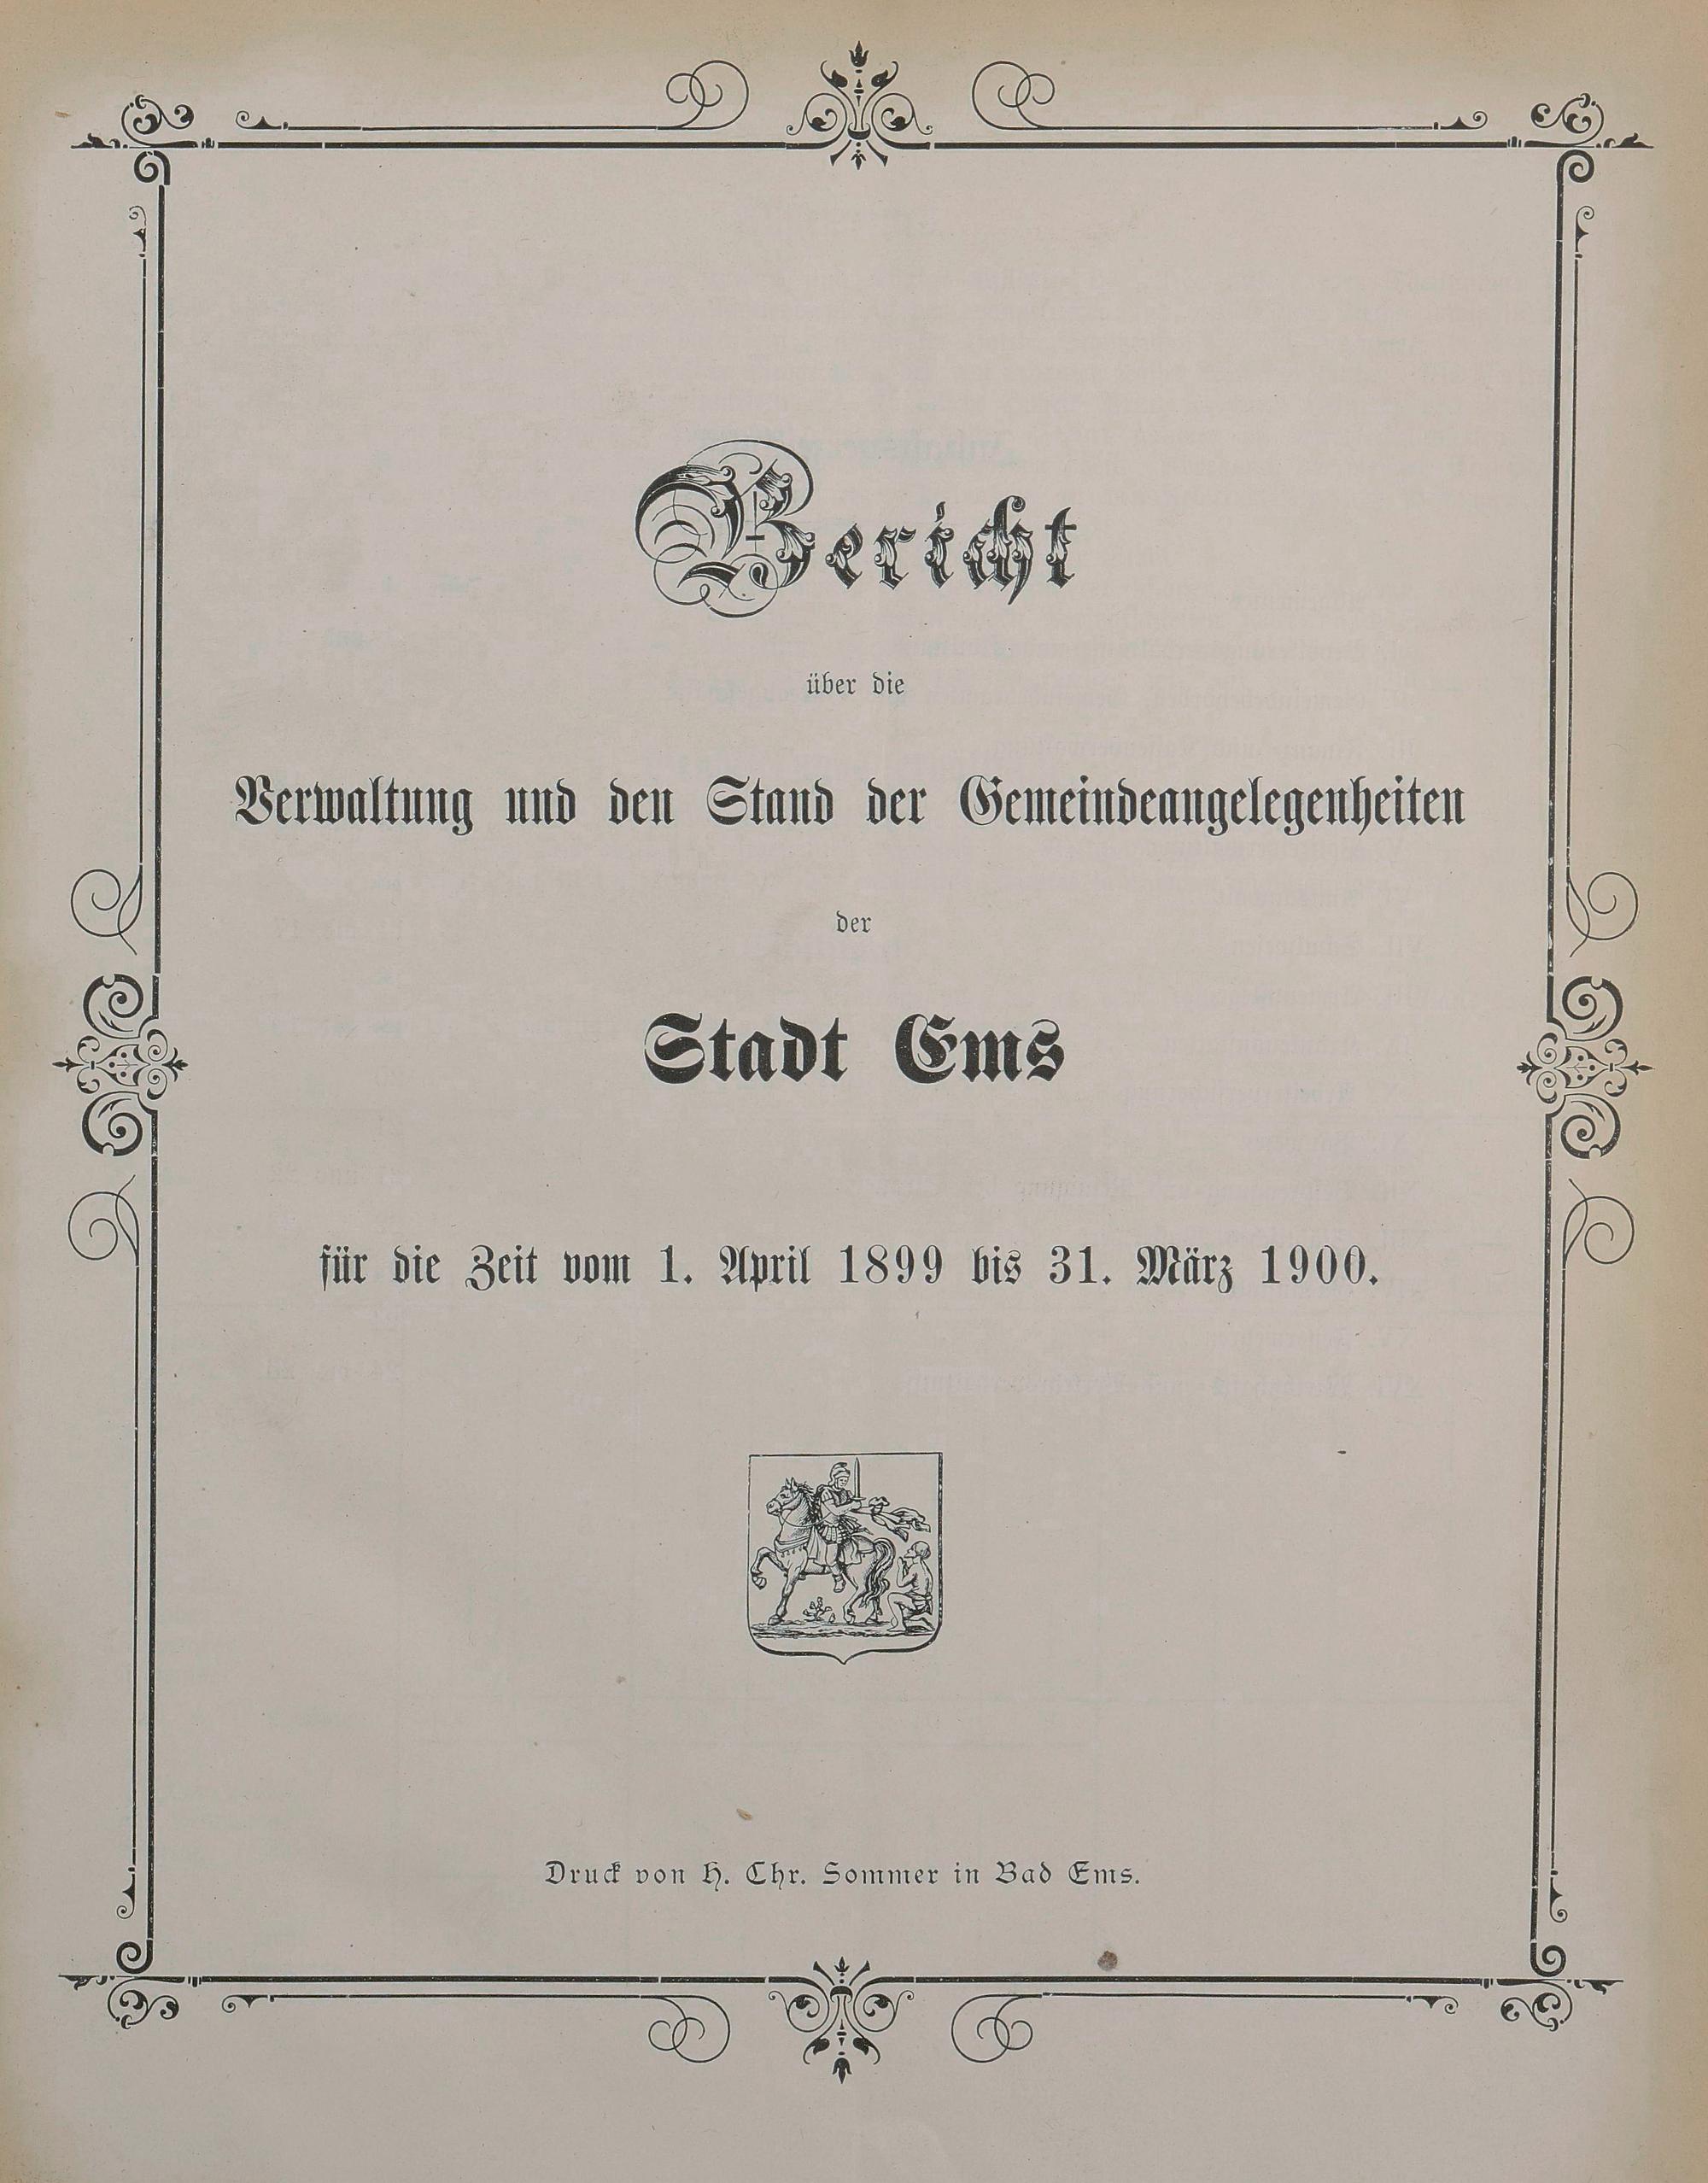 Bericht
über die
Verwaltung und den Stand der Gemeindeangelegenheiten
der
Stadt Ems
für die Zeit vom 1. April 1899 bis 31. März 1900.
Druck von H. Chr. Sommer in Bad Ems.